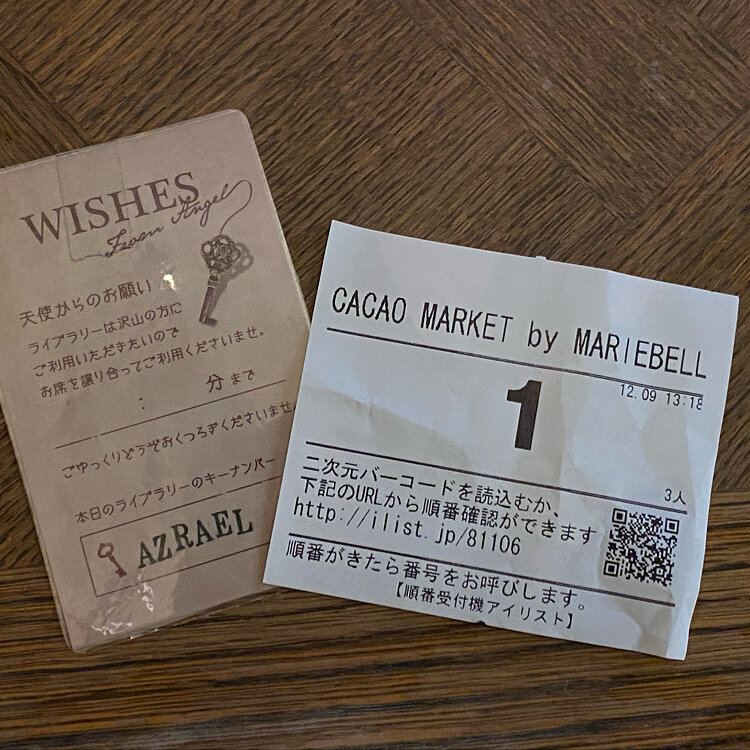 WISHES
Seven Angel
天使からのお願い
ライブラリーは沢山の方に
ご利用いただきたいので
お席を譲り合ってご利用くださいませ。
: 分まで
ごゆっくりどうぞおくつろぎくださいませ
本日のライブラリーのキーナンバー
AZRAEL
CACAO MARKET by MARIEBELL
12.09 13:18
1
3人
二次元バーコードを読込むか、
下記のURLから順番確認ができます
http://ilist.jp/81106
順番がきたら番号をお呼びします。
【順番受付機アイリスト】